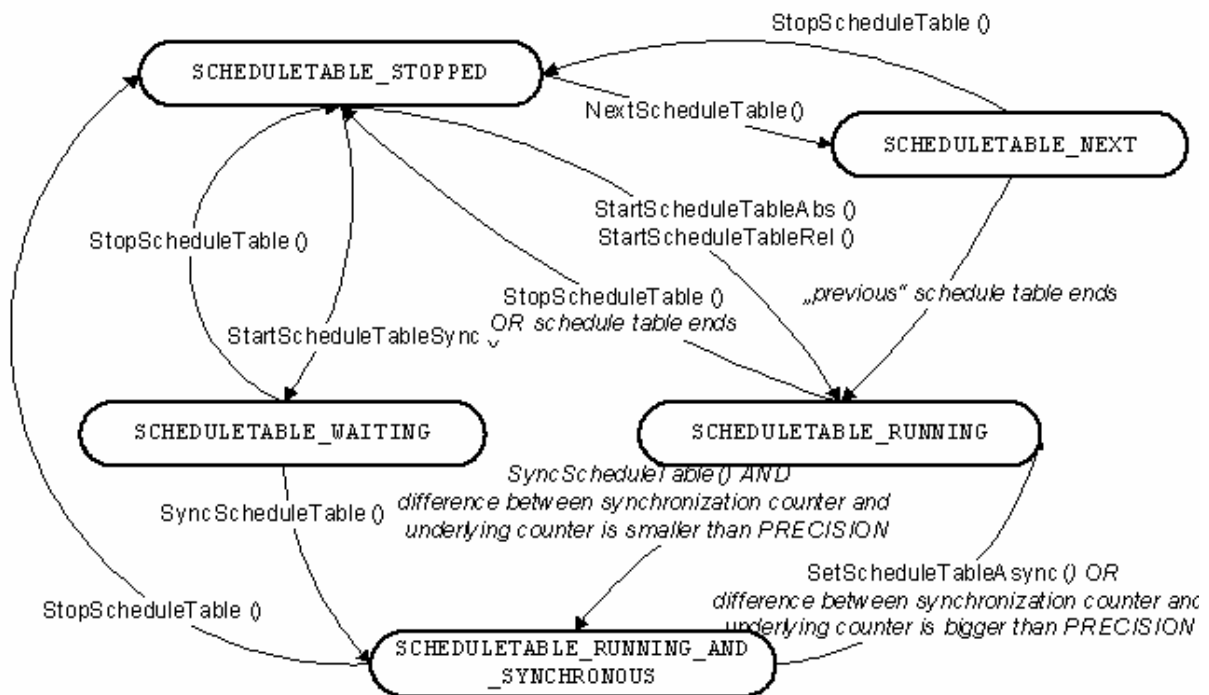 StopScheduleTable ()
SCHEDULETABLE_STOPPED
NextScheduleTable()
SCHEDULETABLE_NEXT
StartScheduleTableAbs ()
StartScheduleTableRel ()
StopScheduleTable ()
StopScheduleTable ()
OR schedule table ends
„previous“ schedule table ends
StartScheduleTableSync ()
SCHEDULETABLE_WAITING
SCHEDULETABLE_RUNNING
SyncScheduleTable() AND
difference between synchronization counter and
underlying counter is smaller than PRECISION
SyncScheduleTable ()
SetScheduleTableAsync() OR
difference between synchronization counter and
underlying counter is bigger than PRECISION
StopScheduleTable ()
SCHEDULETABLE_RUNNING_AND
_SYNCHRONOUS